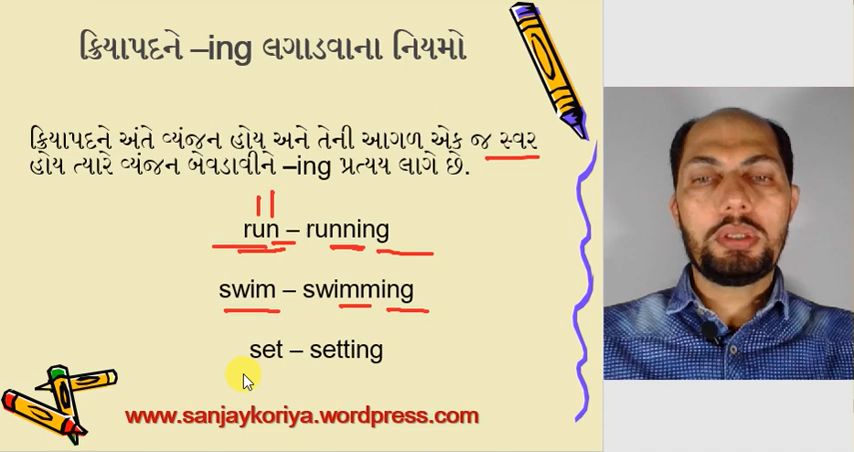 ક્રિયાપદને –ing લગાડવાના નિયમો
ક્રિયાપદને અંતે વ્યંજન હોય અને તેની આગળ એક જ સ્વર
હોય ત્યારે વ્યંજન બેવડાવીને –ing પ્રત્યય લાગે છે.
run – running
swim – swimming
set – setting
www.sanjaykoriya.wordpress.com